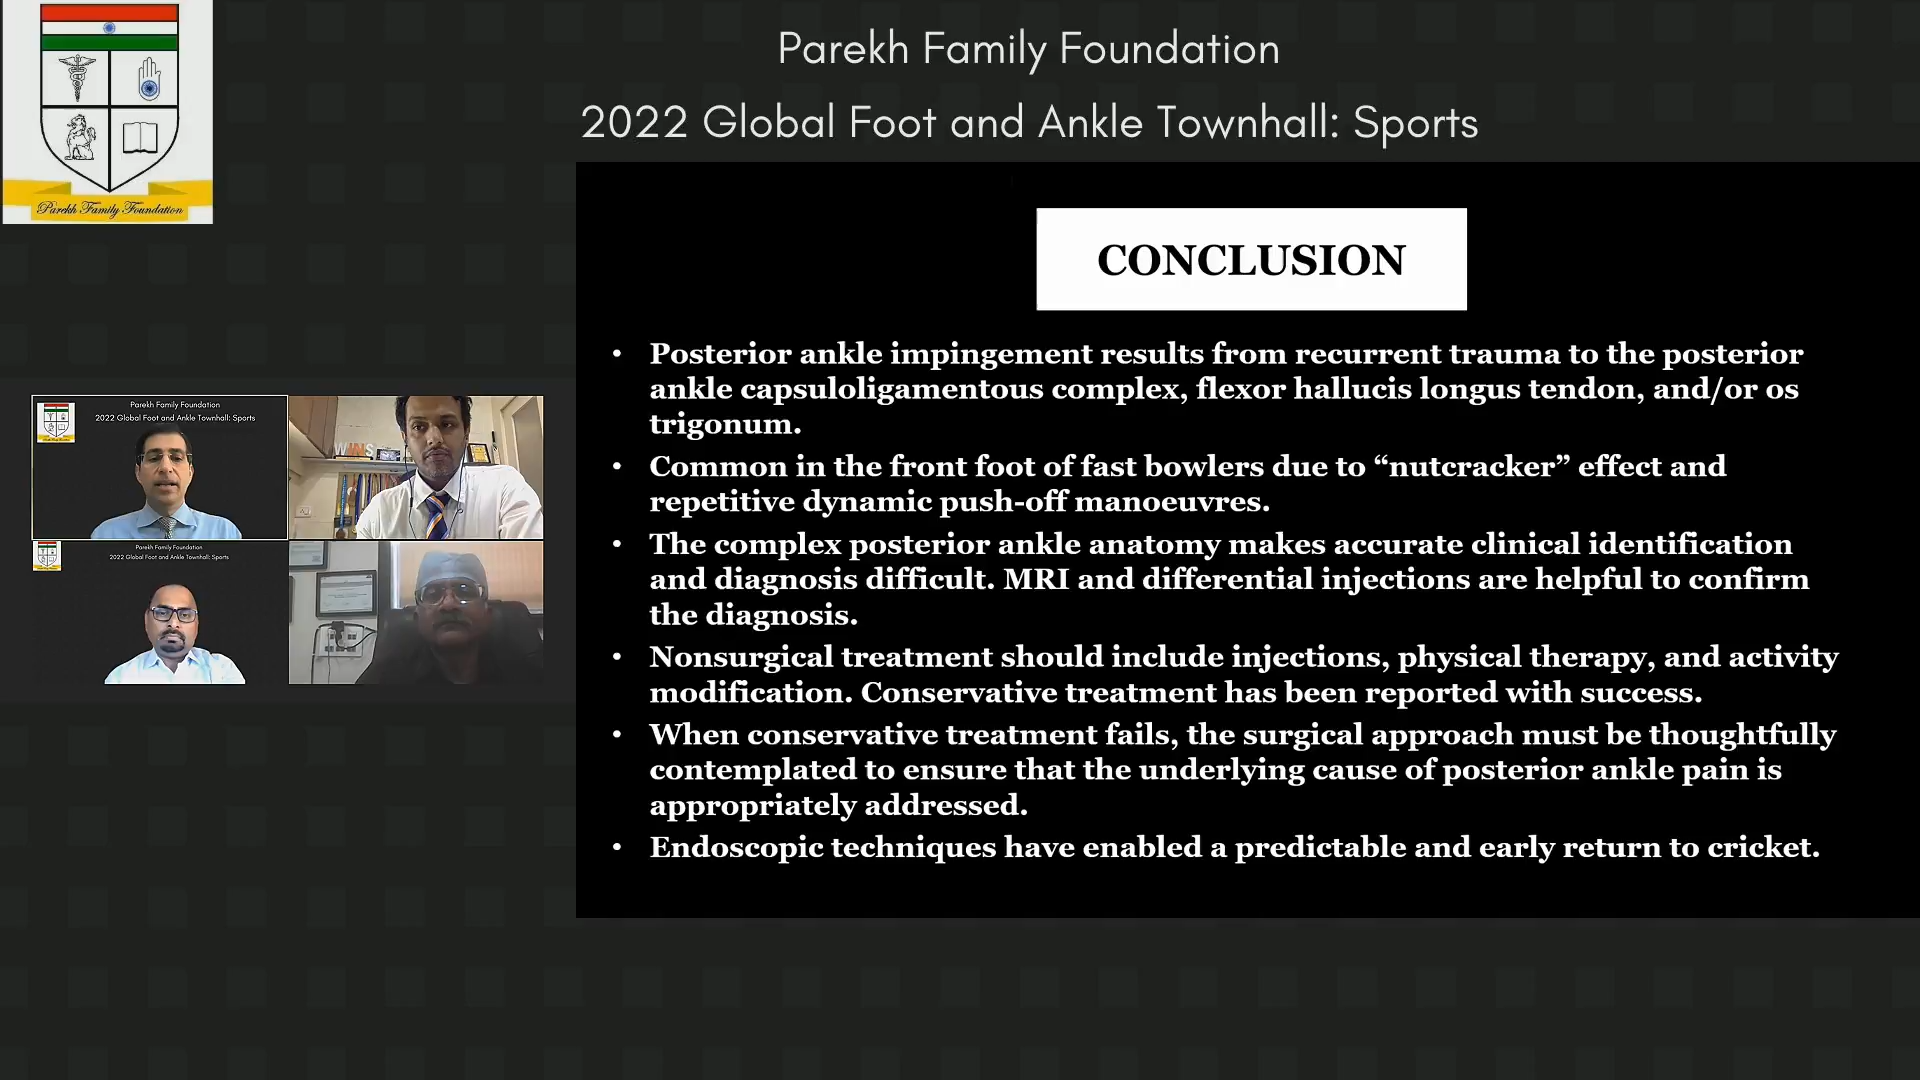 Parekh Family Foundation
2022 Global Foot and Ankle Townhall: Sports
Parekh Family Foundation
CONCLUSION
• Posterior ankle impingement results from recurrent trauma to the posterior
ankle capsuloligamentous complex, flexor hallucis longus tendon, and/or os
trigonum.
• Common in the front foot of fast bowlers due to “nutcracker” effect and
repetitive dynamic push-off manoeuvres.
• The complex posterior ankle anatomy makes accurate clinical identification
and diagnosis difficult. MRI and differential injections are helpful to confirm
the diagnosis.
• Nonsurgical treatment should include injections, physical therapy, and activity
modification. Conservative treatment has been reported with success.
• When conservative treatment fails, the surgical approach must be thoughtfully
contemplated to ensure that the underlying cause of posterior ankle pain is
appropriately addressed.
• Endoscopic techniques have enabled a predictable and early return to cricket.
Parekh Family Foundation
2022 Global Foot and Ankle Townhall: Sports
WINS
Parekh Family Foundation
2022 Global Foot and Ankle Townhall: Sports